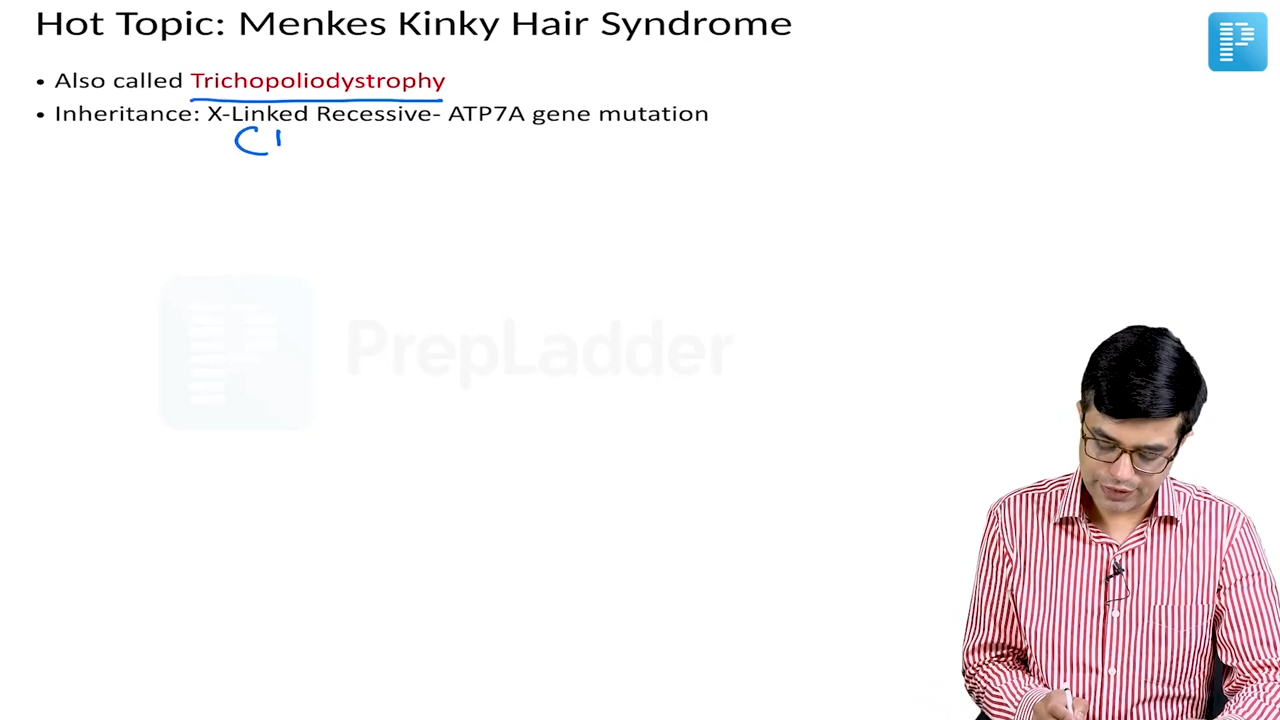 Hot Topic: Menkes Kinky Hair Syndrome
• Also called Trichopoliodystrophy
• Inheritance: X-Linked Recessive- ATP7A gene mutation
PrepLadder